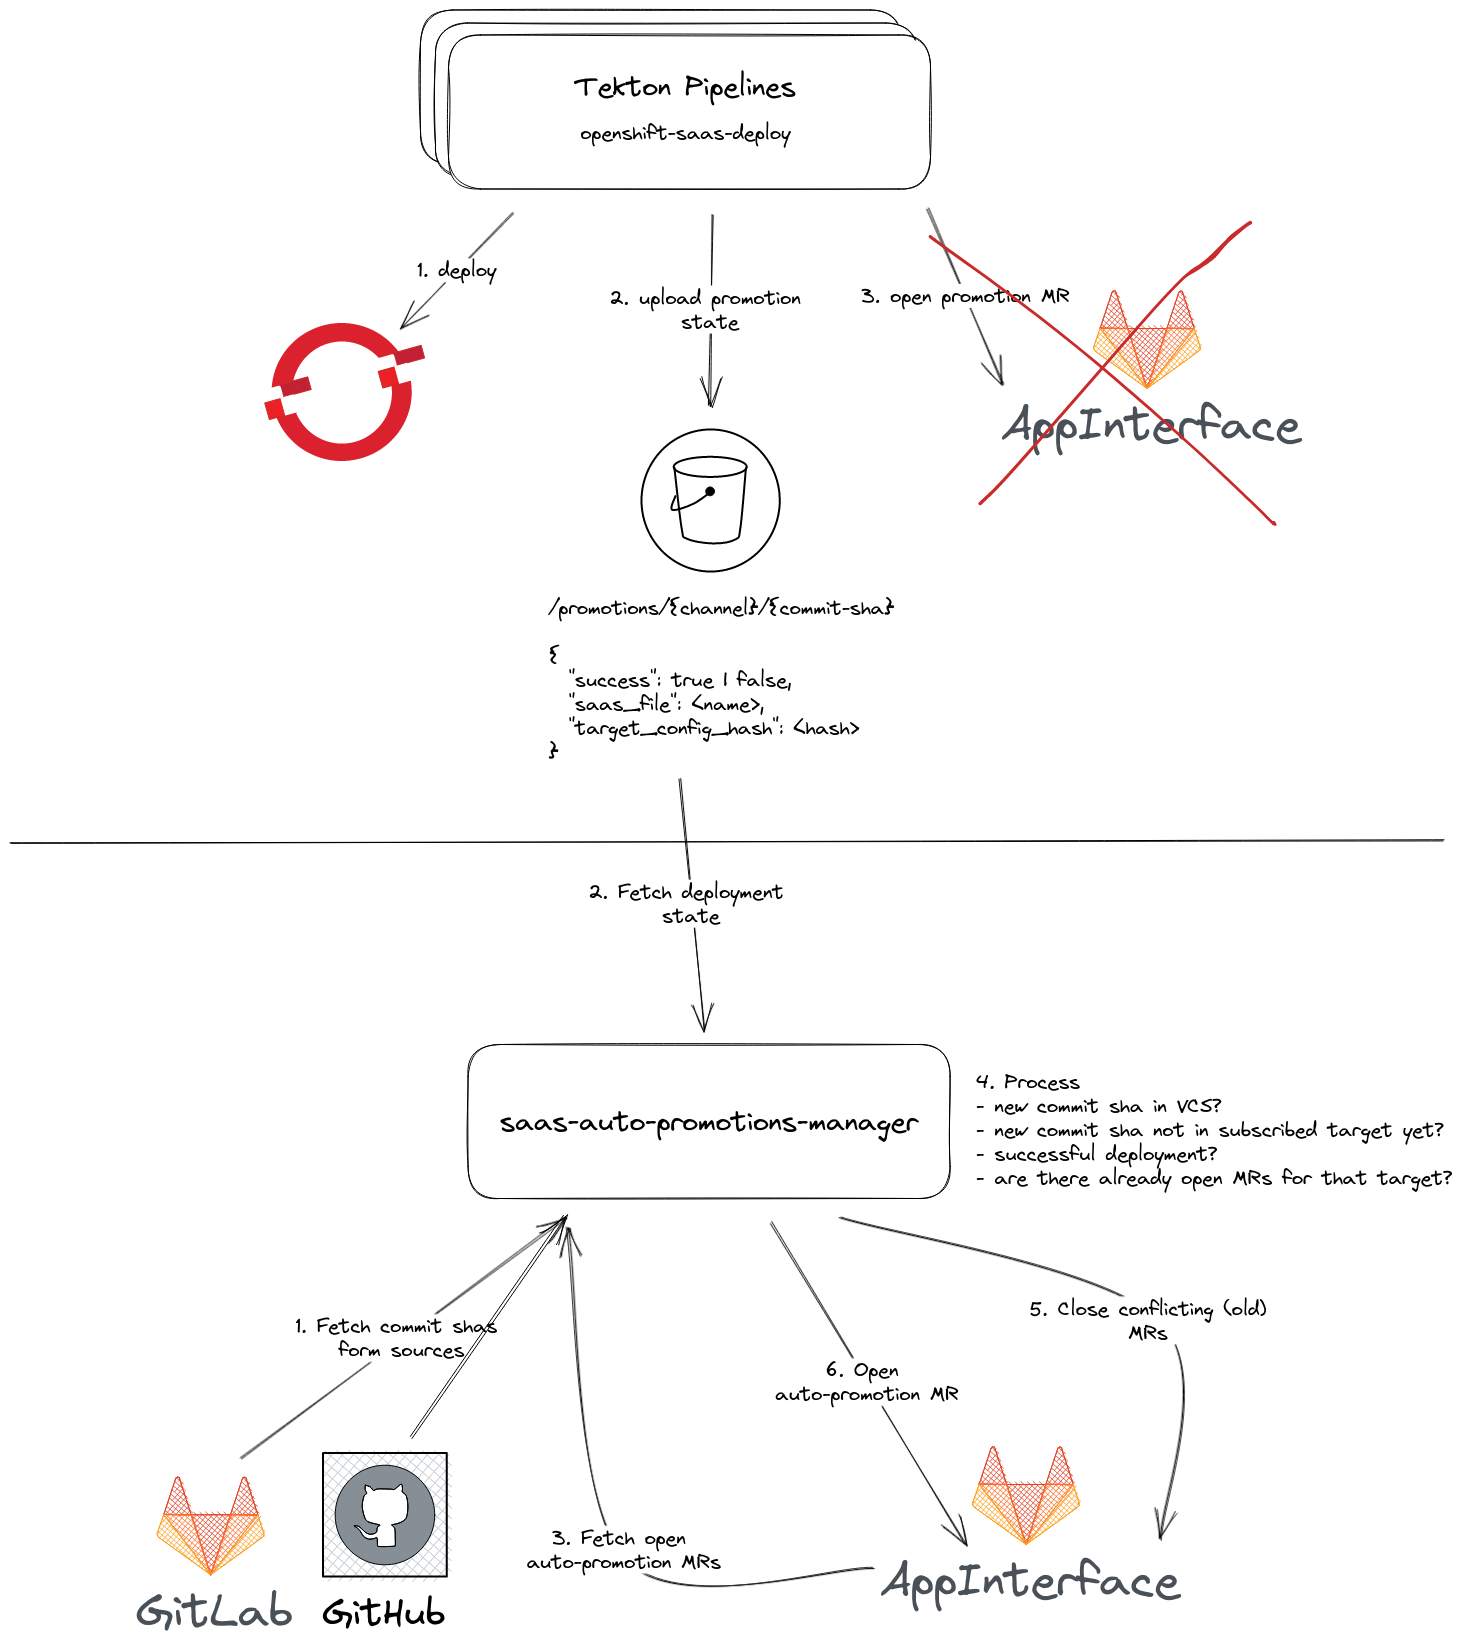 Tekton Pipelines
openshift-saas-deploy
1. deploy
2. upload promotion
state
3. open promotion MR
AppInterface
/promotions/{channel}/{commit-sha}
{
"success": true | false,
"saas_file": <name>,
"target_config_hash": <hash>
}
2. Fetch deployment
state
saas-auto-promotions-manager
4. Process
- new commit sha in VCS?
- new commit sha not in subscribed target yet?
- successful deployment?
- are there already open MRs for that target?
1. Fetch commit shas
form sources
5. Close conflicting (old)
MRs
6. Open
auto-promotion MR
3. Fetch open
auto-promotion MRs
AppInterface
GitLab
GitHub